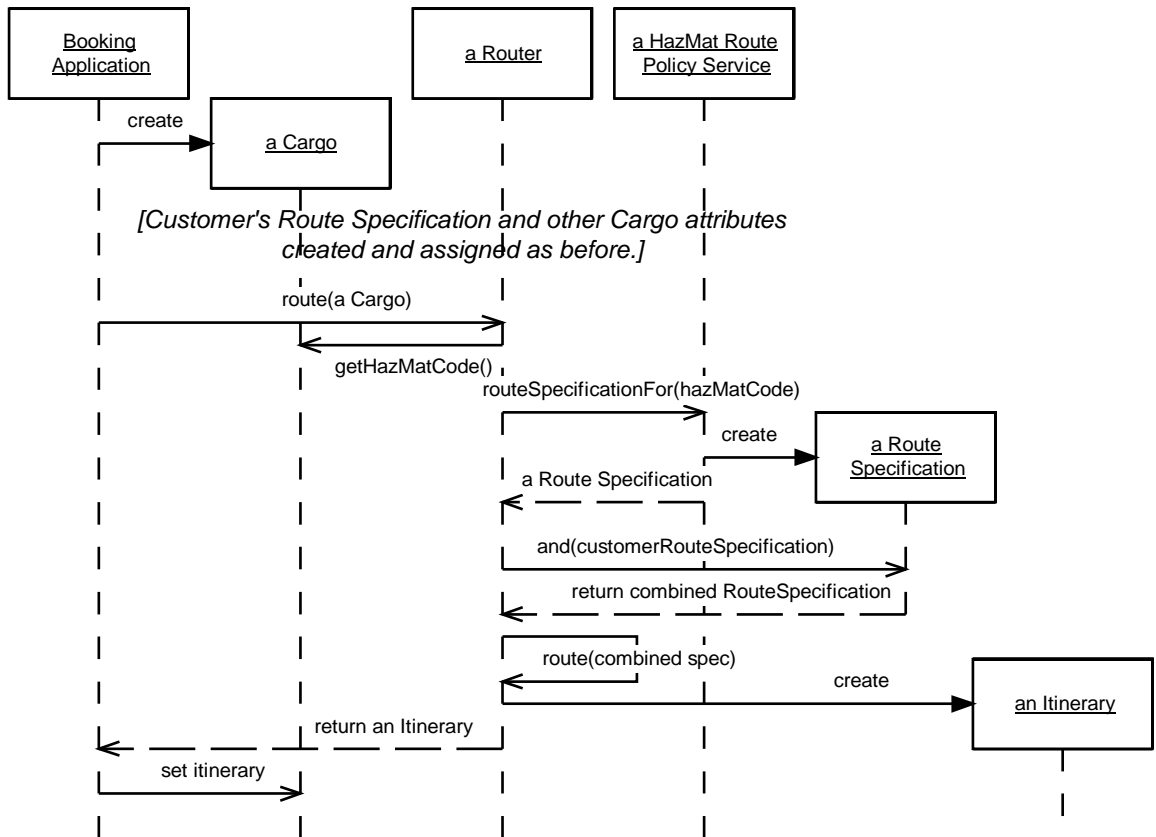 Booking
Application
a Router
a HazMat Route
Policy Service
create
a Cargo
[Customer's Route Specification and other Cargo attributes
created and assigned as before.]
route(a Cargo)
getHazMatCode()
routeSpecificationFor(hazMatCode)
create
a Route
Specification
a Route Specification
and(customerRouteSpecification)
return combined RouteSpecification
route(combined spec)
create
an Itinerary
return an Itinerary
set itinerary